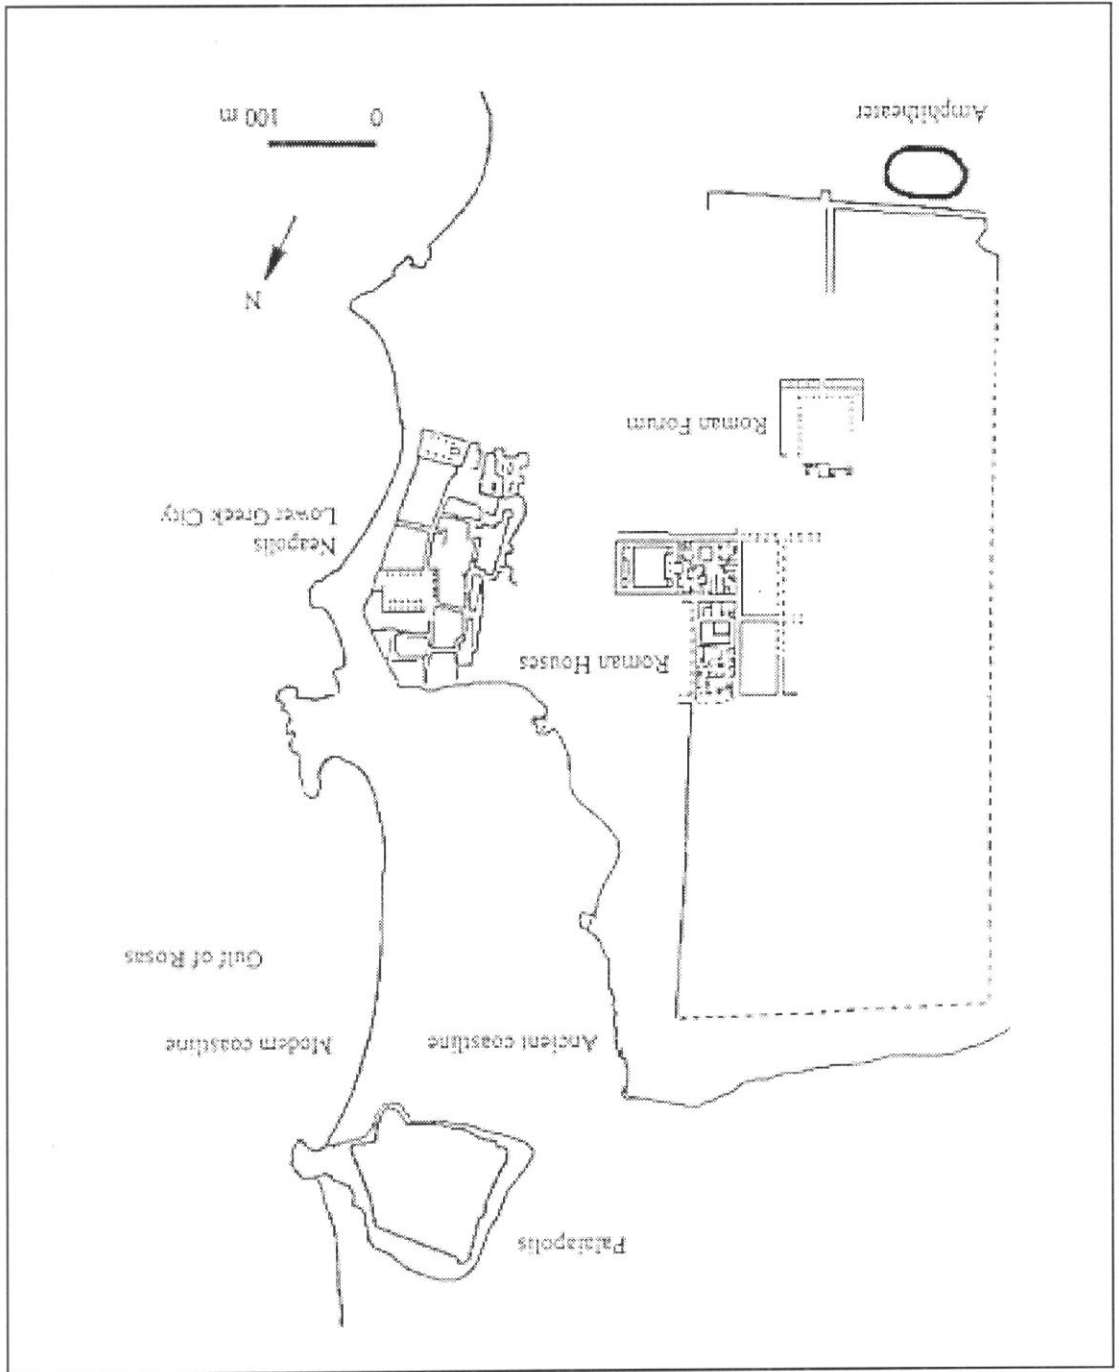 Palaiapolis
Ancient coastline
Modern coastline
Gulf of Rosas
Roman Houses
Neapolis
Lower Greek City
Roman Forum
N
0 100 m
Amphitheater